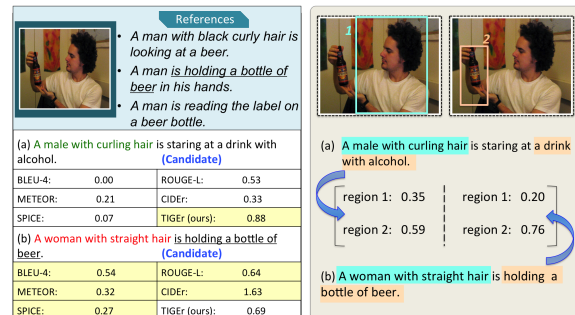 References
• A man with black curly hair is
looking at a beer.
• A man is holding a bottle of
beer in his hands.
• A man is reading the label on
a beer bottle.
(a) A male with curling hair is staring at a drink with
alcohol. (Candidate)
BLEU-4: 0.00 ROUGE-L: 0.53
METEOR: 0.21 CIDEr: 0.33
SPICE: 0.07 TIGEr (ours): 0.88
(b) A woman with straight hair is holding a bottle of
beer. (Candidate)
BLEU-4: 0.54 ROUGE-L: 0.64
METEOR: 0.32 CIDEr: 1.63
SPICE: 0.27 TIGEr (ours): 0.69
1
2
(a) A male with curling hair is staring at a drink
with alcohol.
region 1: 0.35 region 1: 0.20
region 2: 0.59 region 2: 0.76
(b) A woman with straight hair is holding a
bottle of beer.